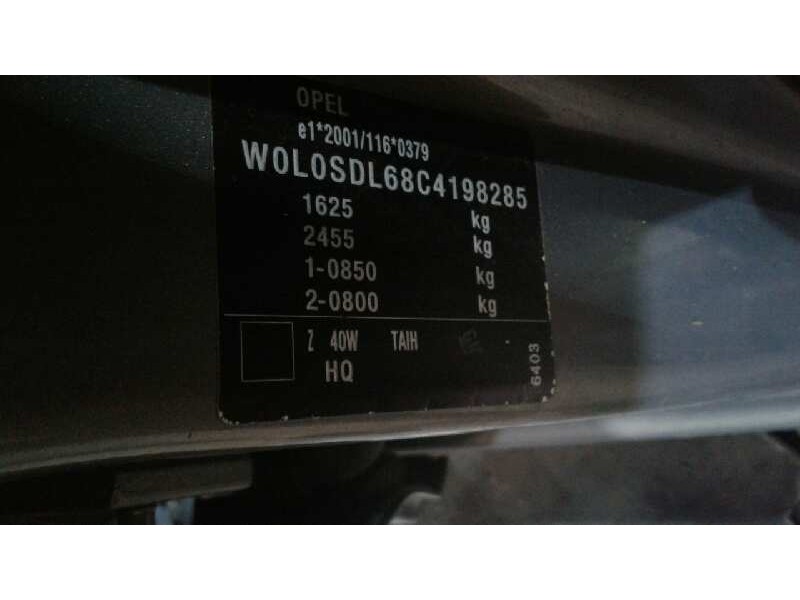 OPEL
e1*2001/116*0379
W0L0SDL68C4198285
1625 kg
2455 kg
1-0850 kg
2-0800 kg
Z 40W TAIH
HQ
6403